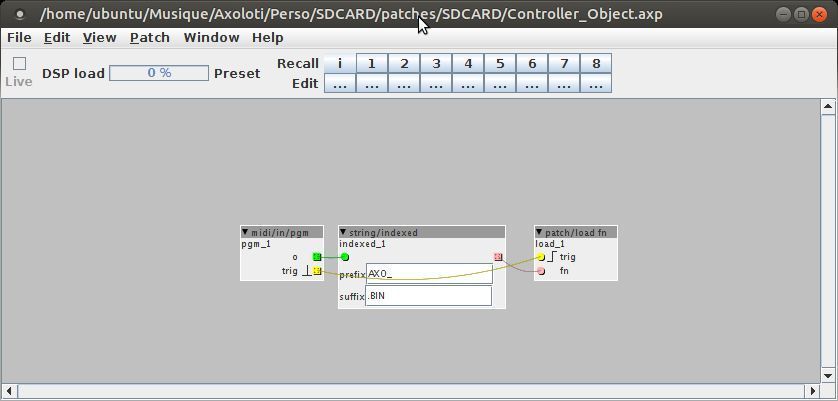 /home/ubuntu/Musique/Axoloti/Perso/SDCARD/patches/SDCARD/Controller_Object.axp
File Edit View Patch Window Help
Live
DSP load 0 % Preset
Recall i 1 2 3 4 5 6 7 8
Edit ... ... ... ... ... ... ... ... ...
midi/in/pgm
pgm_1
o
trig
string/indexed
indexed_1
prefix AXO_
suffix .BIN
patch/load fn
load_1
trig
fn